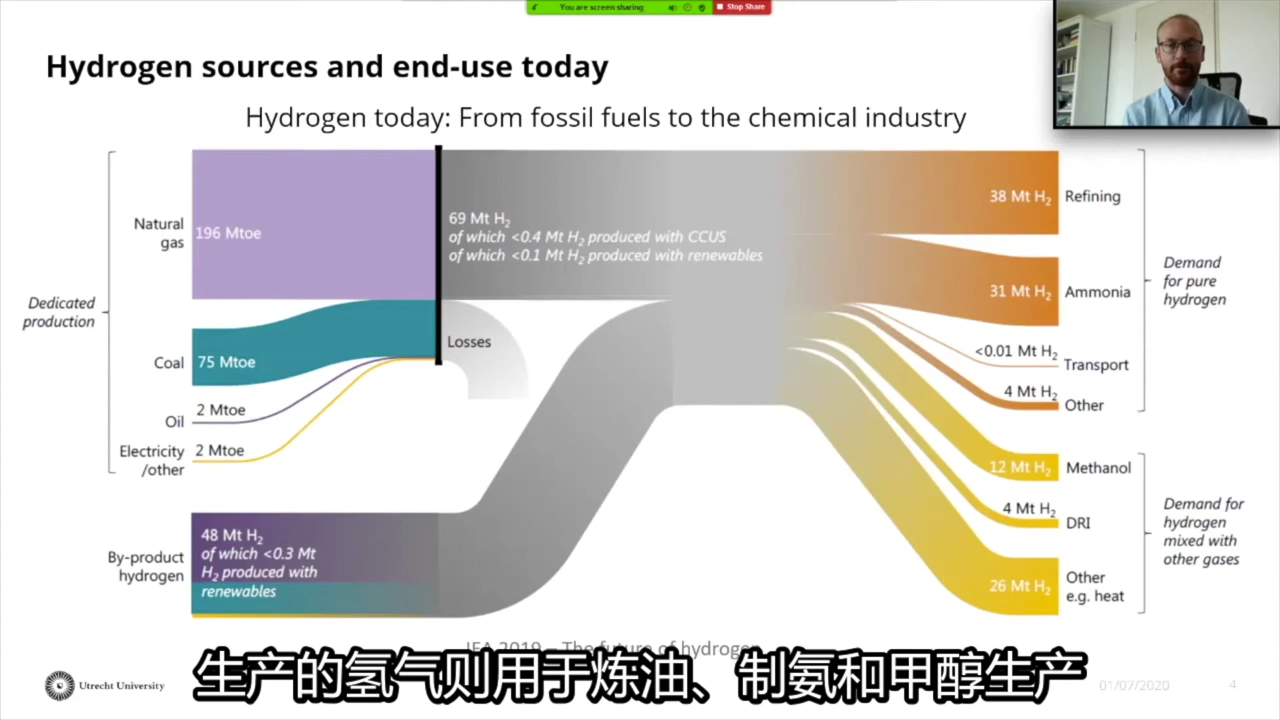 You are screen sharing
Stop Share
Hydrogen sources and end-use today
Hydrogen today: From fossil fuels to the chemical industry
Dedicated
production
Natural
gas
196 Mtoe
Coal
75 Mtoe
Oil
2 Mtoe
Electricity
/other
2 Mtoe
By-product
hydrogen
48 Mt H₂
of which <0.3 Mt
H₂ produced with
renewables
69 Mt H₂
of which <0.4 Mt H₂ produced with CCUS
of which <0.1 Mt H₂ produced with renewables
Losses
38 Mt H₂
Refining
31 Mt H₂
Ammonia
<0.01 Mt H₂
Transport
4 Mt H₂
Other
Demand
for pure
hydrogen
12 Mt H₂
Methanol
4 Mt H₂
DRI
26 Mt H₂
Other
e.g. heat
Demand for
hydrogen
mixed with
other gases
IEA 2019 – The future of hydrogen
生产的氢气则用于炼油、制氨和甲醇生产
Utrecht University
01/07/2020
4